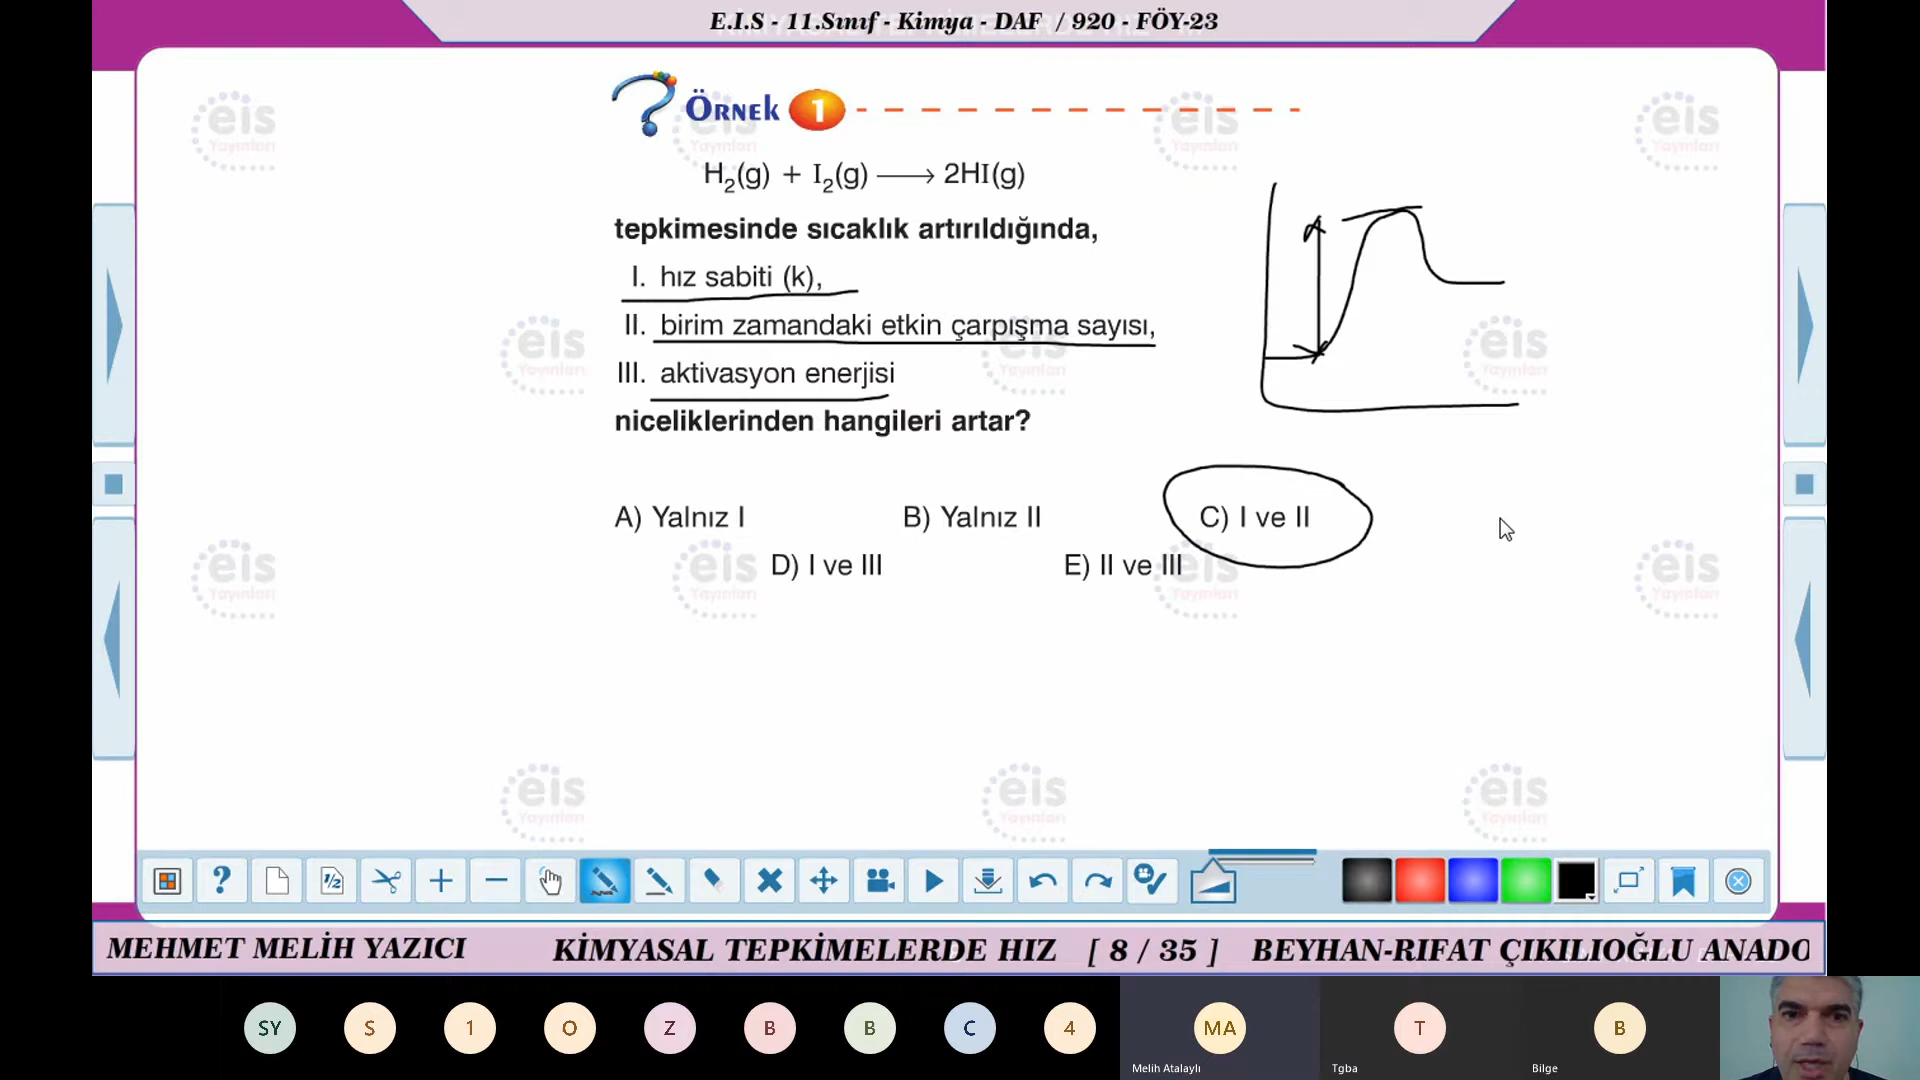 E.I.S - 11.Sınıf - Kimya - DAF / 920 - FÖY-23
ÖRNEK 1
H₂(g) + I₂(g) ⟶ 2HI(g)
tepkimesinde sıcaklık artırıldığında,
I. hız sabiti (k),
II. birim zamandaki etkin çarpışma sayısı,
III. aktivasyon enerjisi
niceliklerinden hangileri artar?
A) Yalnız I B) Yalnız II C) I ve II
D) I ve III E) II ve III
eis Yayınları
MEHMET MELİH YAZICI KİMYASAL TEPKİMELERDE HIZ [ 8 / 35 ] BEYHAN-RIFAT ÇIKILIOĞLU ANADO
SY S 1 O Z B B C 4 MA T B
Melih Atalaylı Tgba Bilge